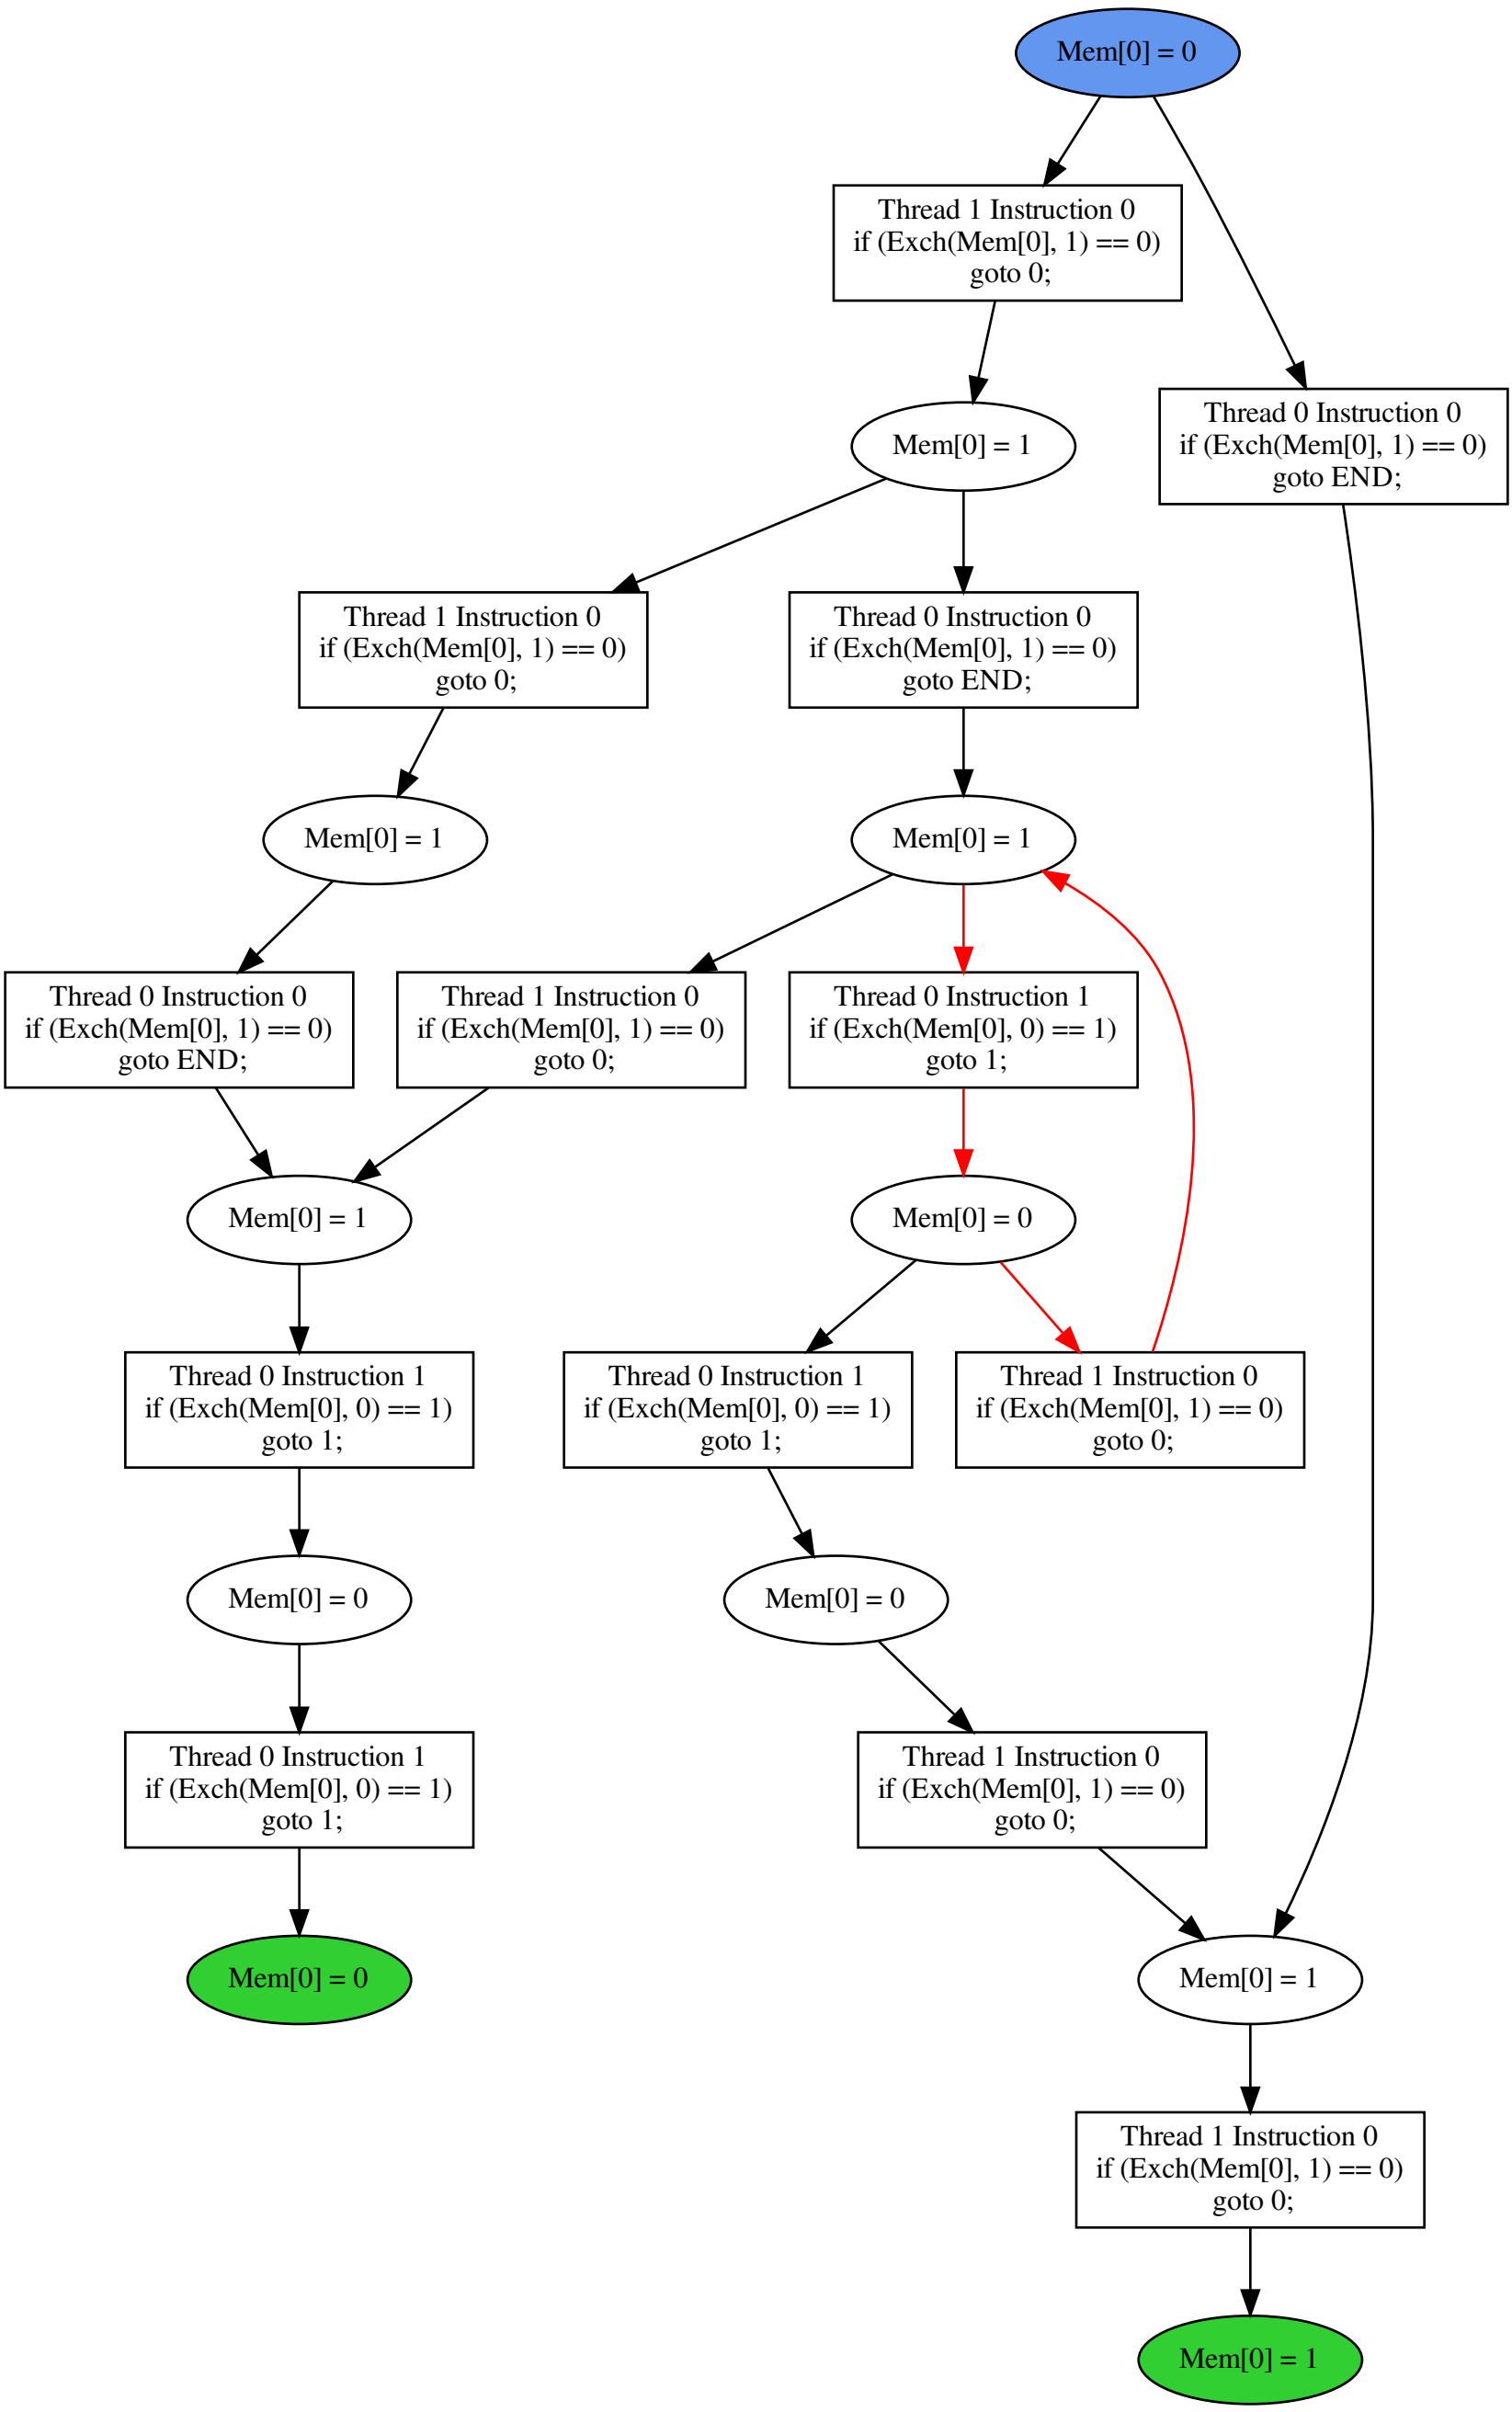 Mem[0] = 0
Thread 1 Instruction 0
if (Exch(Mem[0], 1) == 0)
goto 0;
Mem[0] = 1
Thread 0 Instruction 0
if (Exch(Mem[0], 1) == 0)
goto END;
Thread 1 Instruction 0
if (Exch(Mem[0], 1) == 0)
goto 0;
Thread 0 Instruction 0
if (Exch(Mem[0], 1) == 0)
goto END;
Mem[0] = 1
Mem[0] = 1
Thread 0 Instruction 0
if (Exch(Mem[0], 1) == 0)
goto END;
Thread 1 Instruction 0
if (Exch(Mem[0], 1) == 0)
goto 0;
Thread 0 Instruction 1
if (Exch(Mem[0], 0) == 1)
goto 1;
Mem[0] = 1
Mem[0] = 0
Thread 0 Instruction 1
if (Exch(Mem[0], 0) == 1)
goto 1;
Thread 0 Instruction 1
if (Exch(Mem[0], 0) == 1)
goto 1;
Thread 1 Instruction 0
if (Exch(Mem[0], 1) == 0)
goto 0;
Mem[0] = 0
Mem[0] = 0
Thread 0 Instruction 1
if (Exch(Mem[0], 0) == 1)
goto 1;
Thread 1 Instruction 0
if (Exch(Mem[0], 1) == 0)
goto 0;
Mem[0] = 0
Mem[0] = 1
Thread 1 Instruction 0
if (Exch(Mem[0], 1) == 0)
goto 0;
Mem[0] = 1